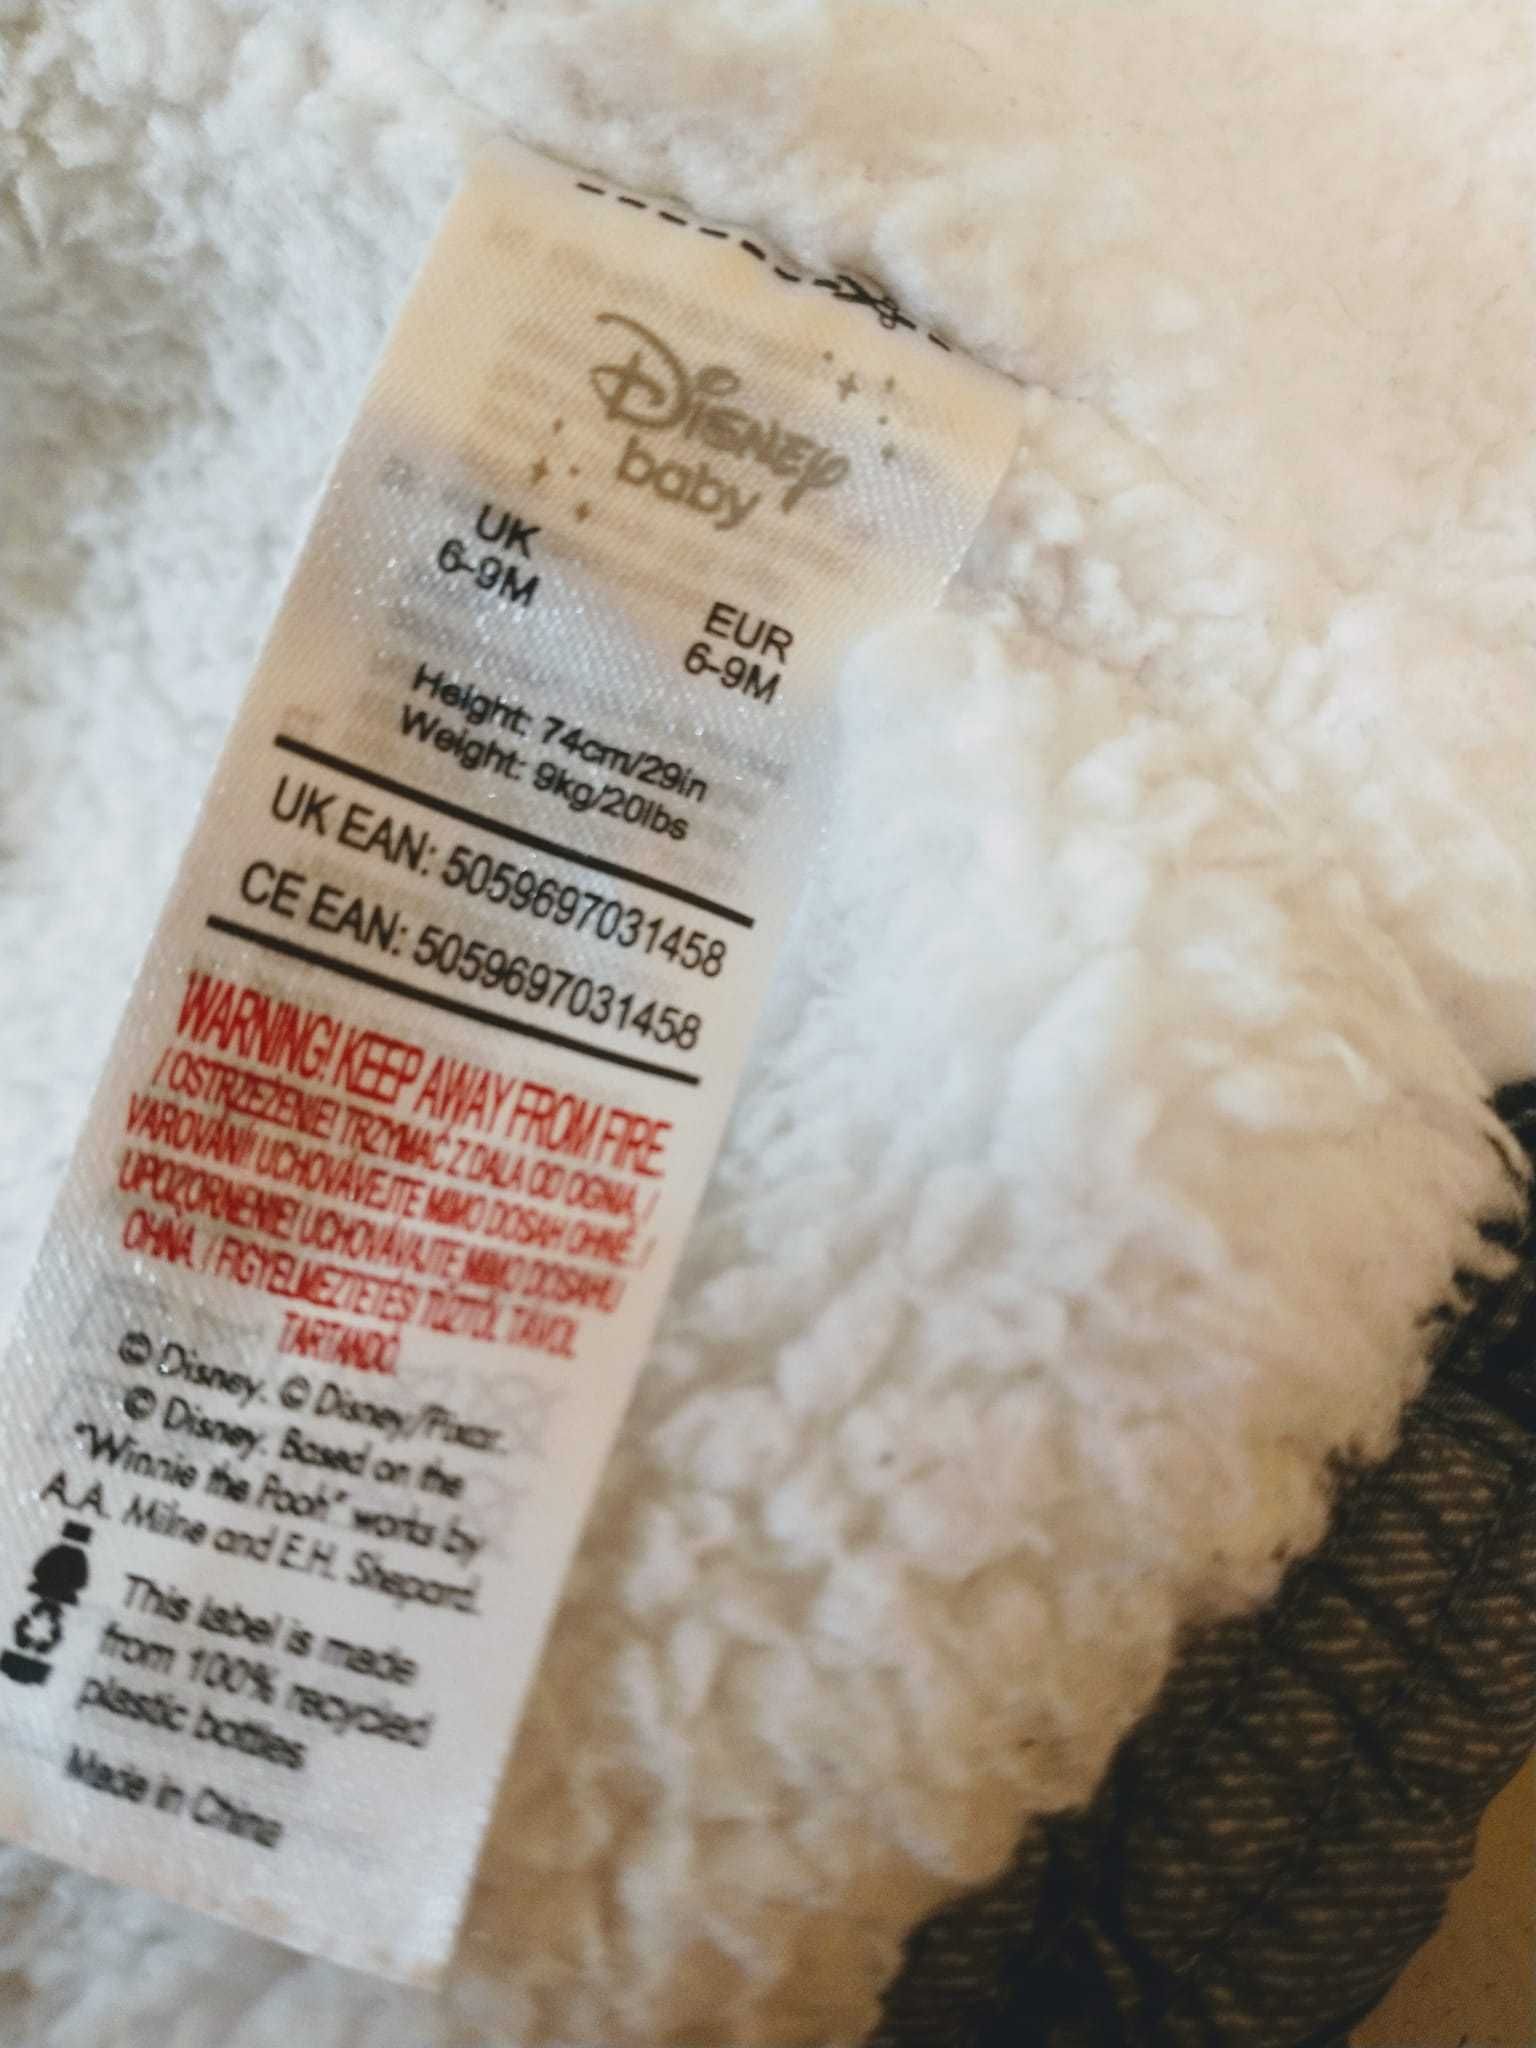 Disney
baby
UK
6-9M
EUR
6-9M
Height: 74cm/29in
Weight: 9kg/20lbs
UK EAN: 5059697031458
CE EAN: 5059697031458
WARNING! KEEP AWAY FROM FIRE
/ OSTRZEŻENIE! TRZYMAĆ Z DALA OD OGNIA. /
VAROVÁNÍ! UCHOVÁVEJTE MIMO DOSAH OHNĚ. /
UPOZORNENIE! UCHOVÁVAJTE MIMO DOSAHU
OHŇA. / FIGYELMEZTETÉS! TŰZTŐL TÁVOL
TARTANDÓ.
© Disney. © Disney/Pixar.
© Disney. Based on the
"Winnie the Pooh" works by
A.A. Milne and E.H. Shepard.
This label is made
from 100% recycled
plastic bottles
Made in China